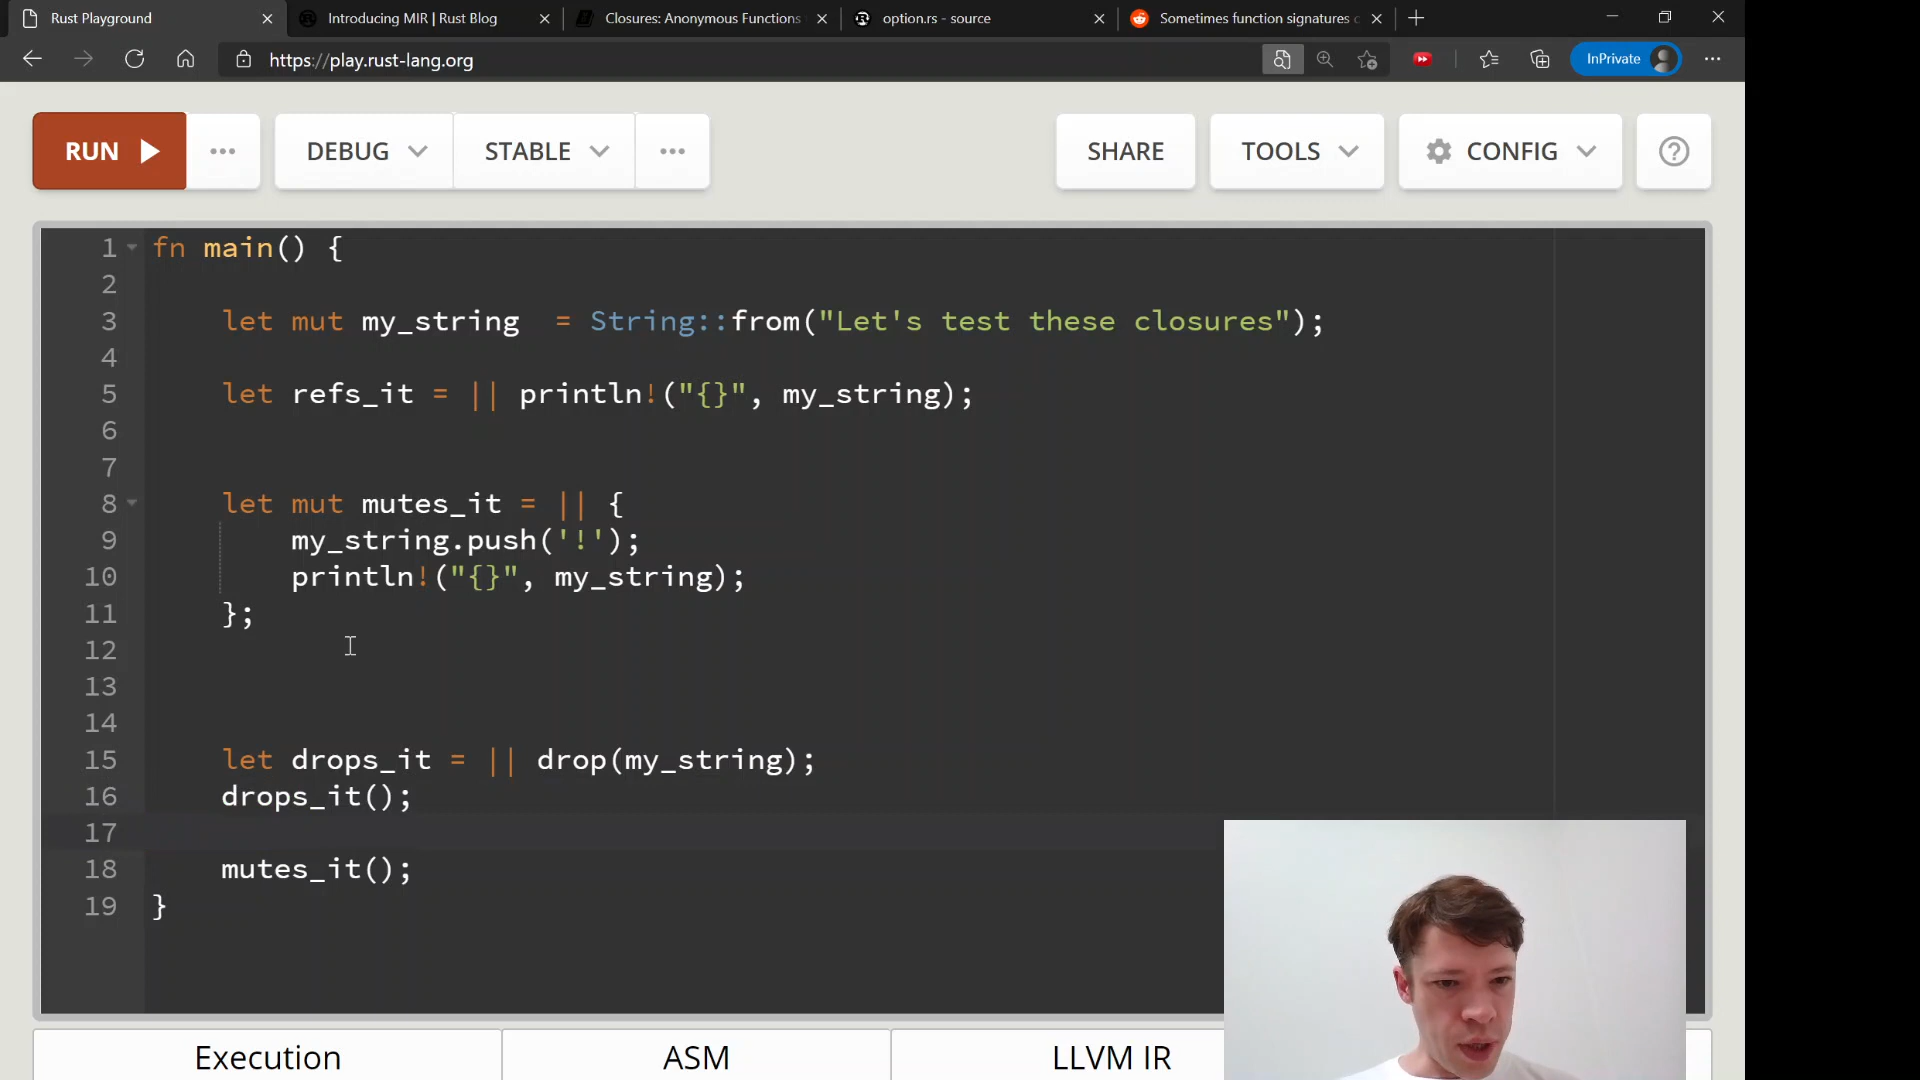 Rust Playground
Introducing MIR | Rust Blog
Closures: Anonymous Functions
option.rs - source
Sometimes function signatures c
https://play.rust-lang.org
InPrivate
RUN
DEBUG
STABLE
SHARE
TOOLS
CONFIG
1 fn main() {
2
3 let mut my_string  = String::from("Let's test these closures");
4
5 let refs_it = || println!("{}", my_string);
6
7
8 let mut mutes_it = || {
9 my_string.push('!');
10 println!("{}", my_string);
11 };
12
13
14
15 let drops_it = || drop(my_string);
16 drops_it();
17
18 mutes_it();
19 }
Execution
ASM
LLVM IR